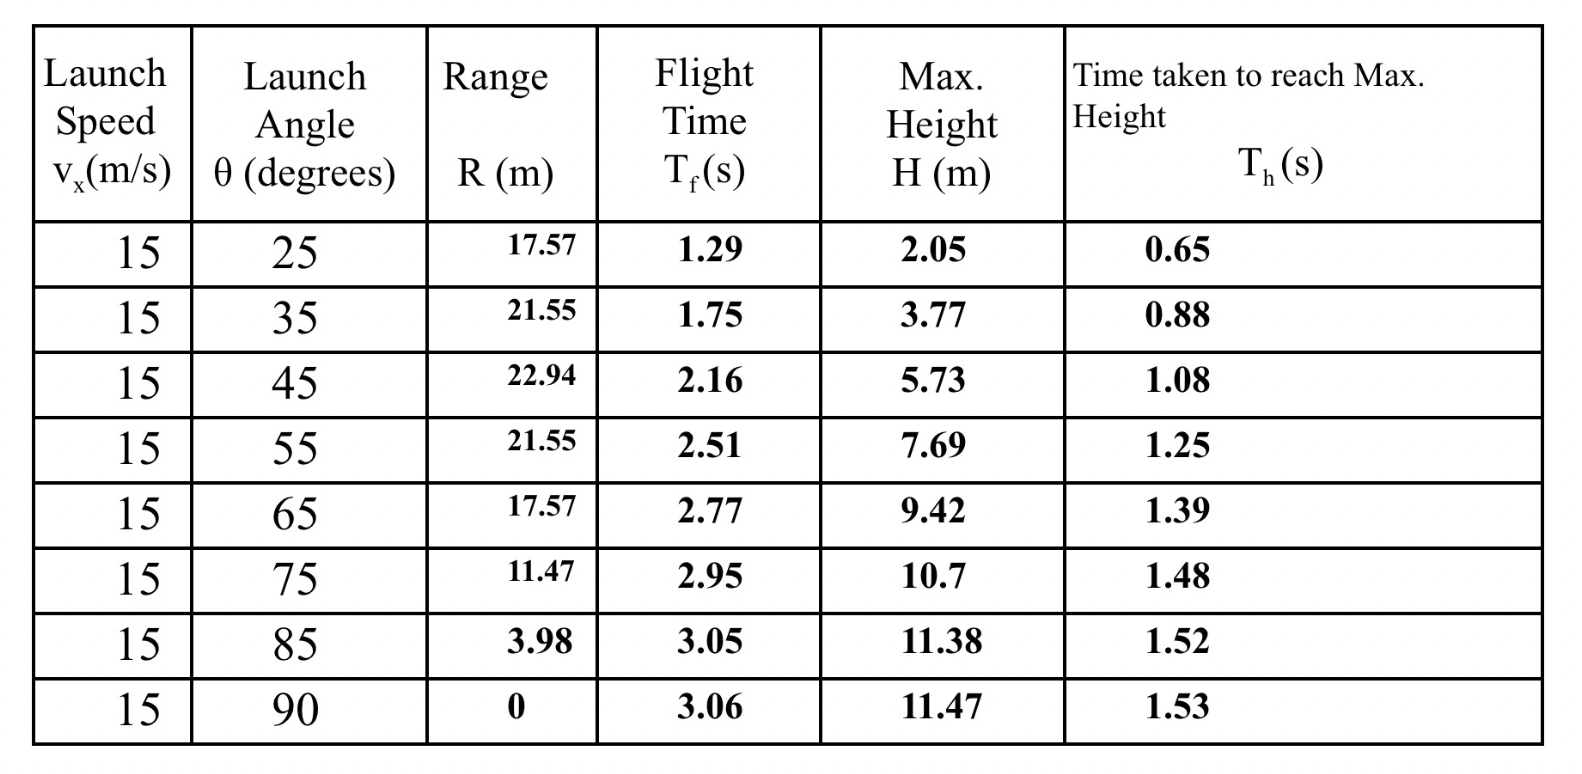 Launch Speed vₓ(m/s) Launch Angle θ (degrees) Range R (m) Flight Time T_f(s) Max. Height H (m) Time taken to reach Max. Height T_h(s)
15 25 17.57 1.29 2.05 0.65
15 35 21.55 1.75 3.77 0.88
15 45 22.94 2.16 5.73 1.08
15 55 21.55 2.51 7.69 1.25
15 65 17.57 2.77 9.42 1.39
15 75 11.47 2.95 10.7 1.48
15 85 3.98 3.05 11.38 1.52
15 90 0 3.06 11.47 1.53